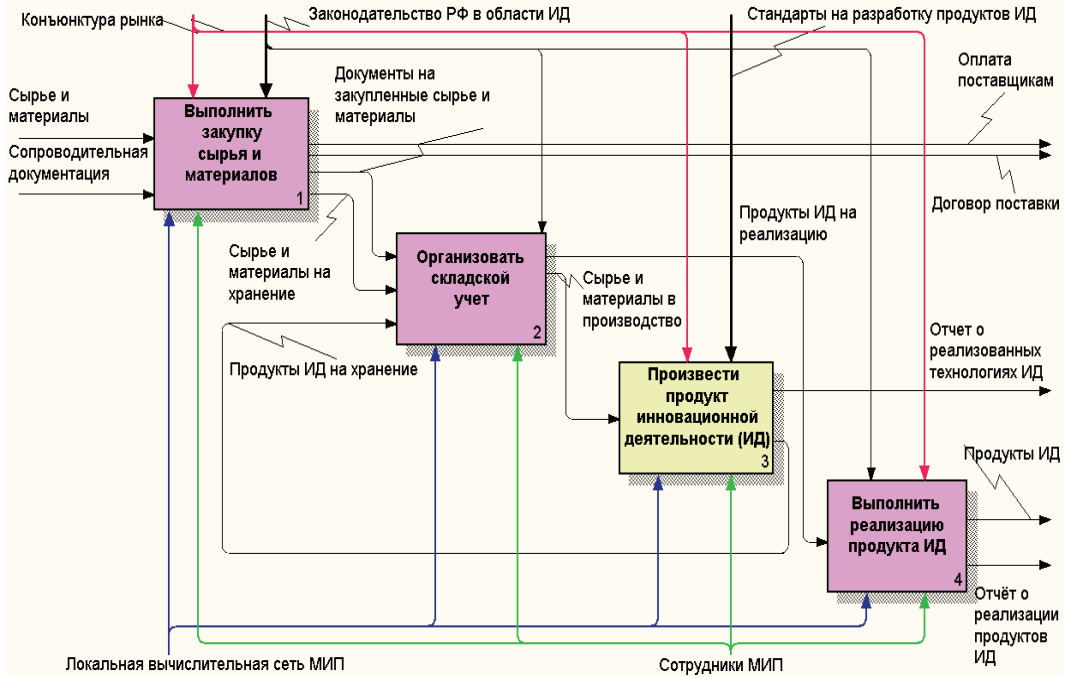 Конъюнктура рынка
Законодательство РФ в области ИД
Стандарты на разработку продуктов ИД
Оплата
поставщикам
Документы на
закупленные сырье и
материалы
Сырье и
материалы
Выполнить
закупку
сырья и
материалов
1
Сопроводительная
документация
Договор поставки
Продукты ИД на
реализацию
Сырье и
материалы на
хранение
Организовать
складской
учет
2
Сырье и
материалы в
производство
Продукты ИД на хранение
Отчет о
реализованных
технологиях ИД
Произвести
продукт
инновационной
деятельности (ИД)
3
Продукты ИД
Выполнить
реализацию
продукта ИД
4
Отчёт о
реализации
продуктов
ИД
Локальная вычислительная сеть МИП
Сотрудники МИП